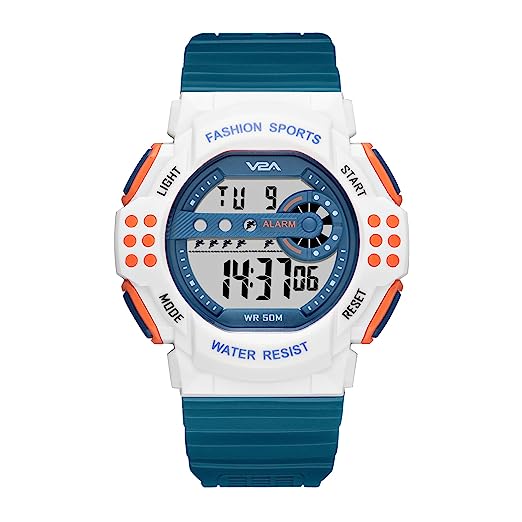 FASHION SPORTS
LIGHT
START
V2A
TU 9
ALARM
14:37 06
MODE
RESET
WR 50M
WATER RESIST